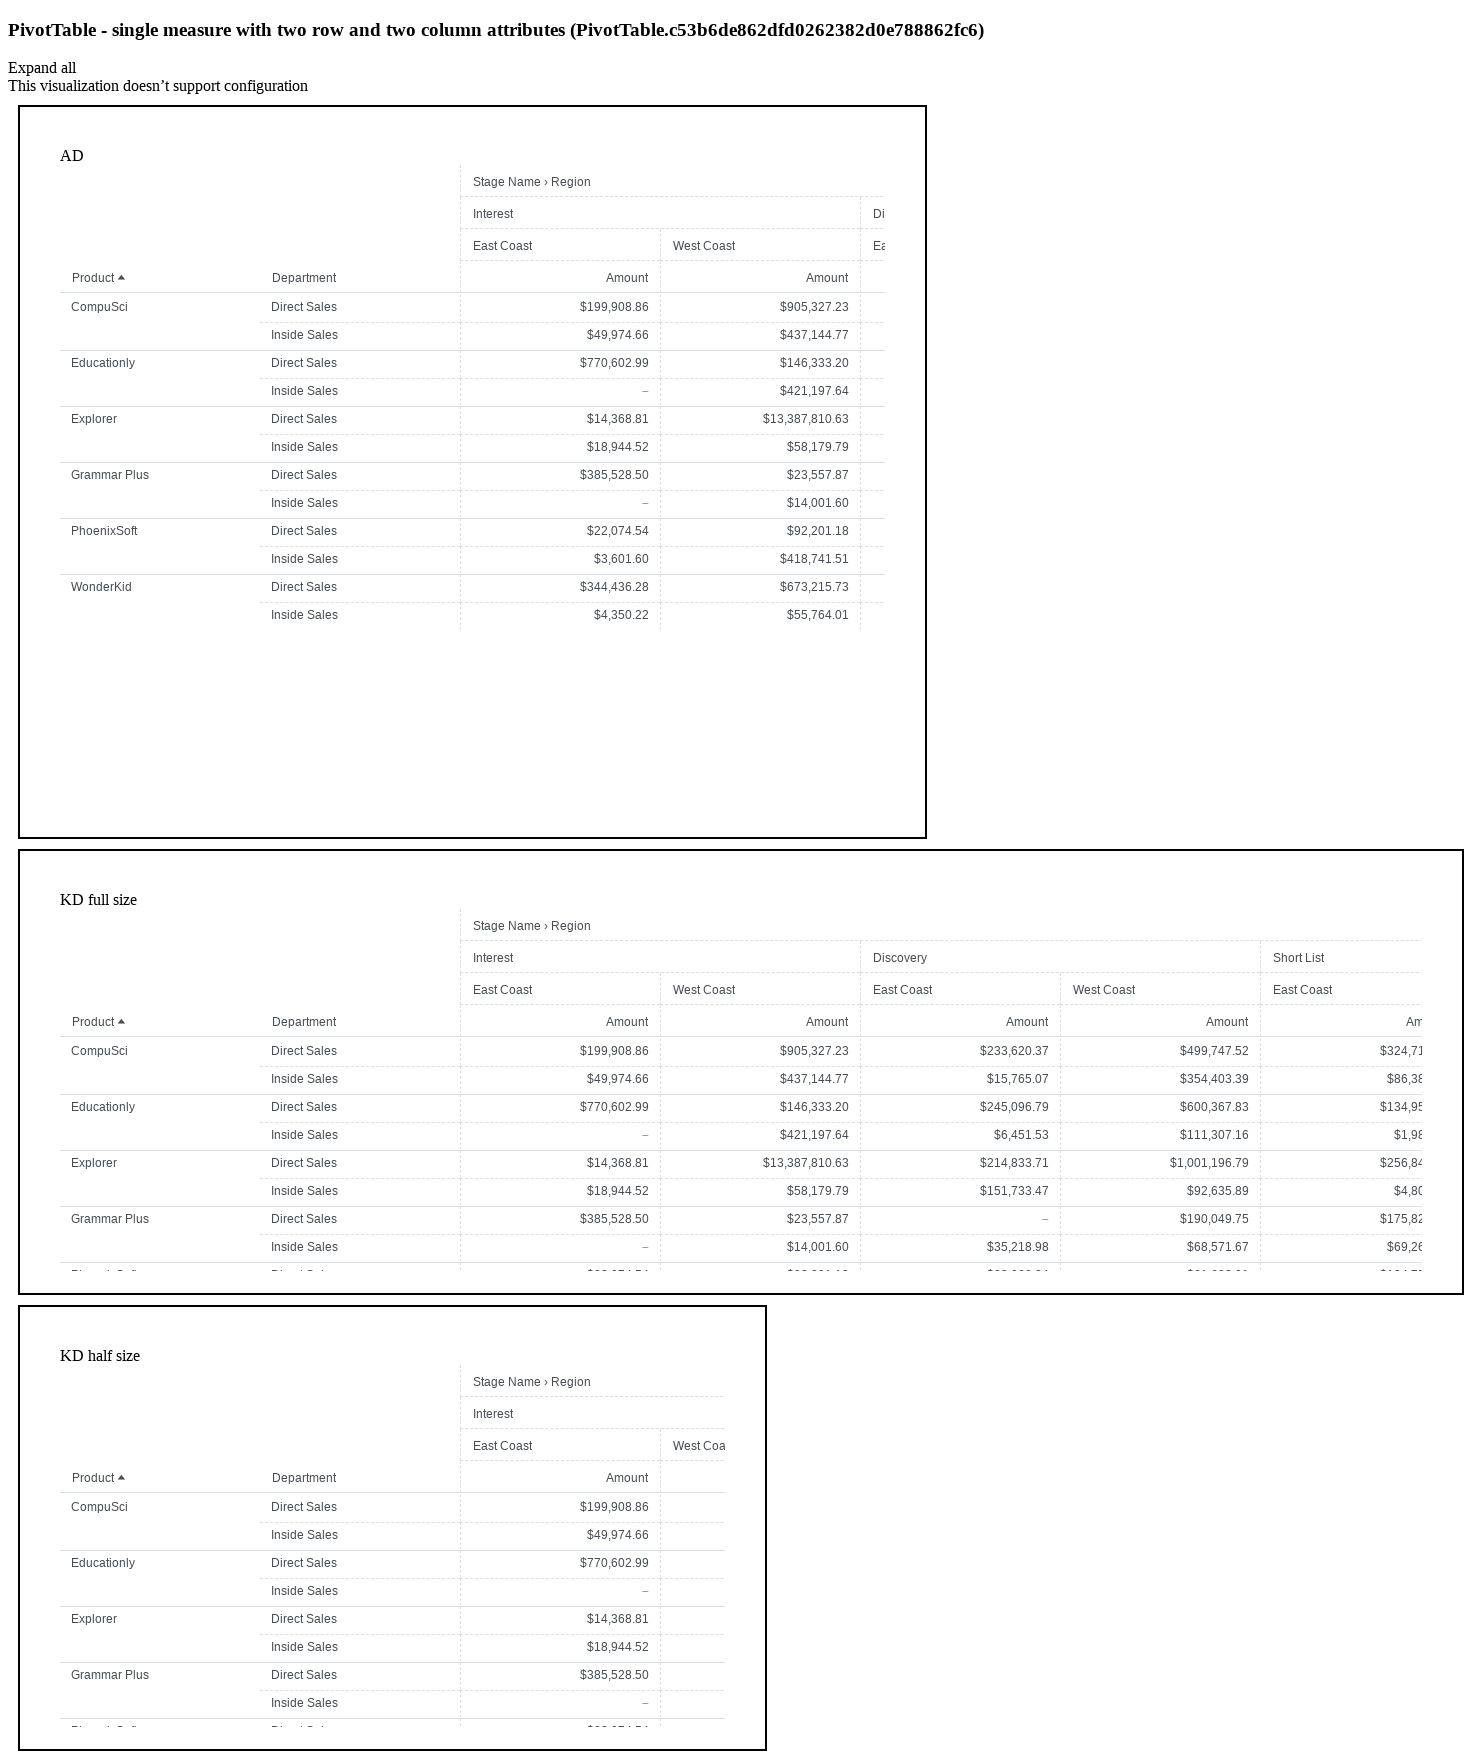 PivotTable - single measure with two row and two column attributes (PivotTable.c53b6de862dfd0262382d0e788862fc6)
Expand all
This visualization doesn’t support configuration
AD
Stage Name › Region
Interest Di
East Coast West Coast Ea
Product Department Amount Amount
CompuSci Direct Sales $199,908.86 $905,327.23
Inside Sales $49,974.66 $437,144.77
Educationly Direct Sales $770,602.99 $146,333.20
Inside Sales – $421,197.64
Explorer Direct Sales $14,368.81 $13,387,810.63
Inside Sales $18,944.52 $58,179.79
Grammar Plus Direct Sales $385,528.50 $23,557.87
Inside Sales – $14,001.60
PhoenixSoft Direct Sales $22,074.54 $92,201.18
Inside Sales $3,601.60 $418,741.51
WonderKid Direct Sales $344,436.28 $673,215.73
Inside Sales $4,350.22 $55,764.01
KD full size
Stage Name › Region
Interest Discovery Short List
East Coast West Coast East Coast West Coast East Coast
Product Department Amount Amount Amount Amount Am
CompuSci Direct Sales $199,908.86 $905,327.23 $233,620.37 $499,747.52 $324,71
Inside Sales $49,974.66 $437,144.77 $15,765.07 $354,403.39 $86,38
Educationly Direct Sales $770,602.99 $146,333.20 $245,096.79 $600,367.83 $134,95
Inside Sales – $421,197.64 $6,451.53 $111,307.16 $1,98
Explorer Direct Sales $14,368.81 $13,387,810.63 $214,833.71 $1,001,196.79 $256,84
Inside Sales $18,944.52 $58,179.79 $151,733.47 $92,635.89 $4,80
Grammar Plus Direct Sales $385,528.50 $23,557.87 – $190,049.75 $175,82
Inside Sales – $14,001.60 $35,218.98 $68,571.67 $69,26
KD half size
Stage Name › Region
Interest
East Coast West Coa
Product Department Amount
CompuSci Direct Sales $199,908.86
Inside Sales $49,974.66
Educationly Direct Sales $770,602.99
Inside Sales –
Explorer Direct Sales $14,368.81
Inside Sales $18,944.52
Grammar Plus Direct Sales $385,528.50
Inside Sales –